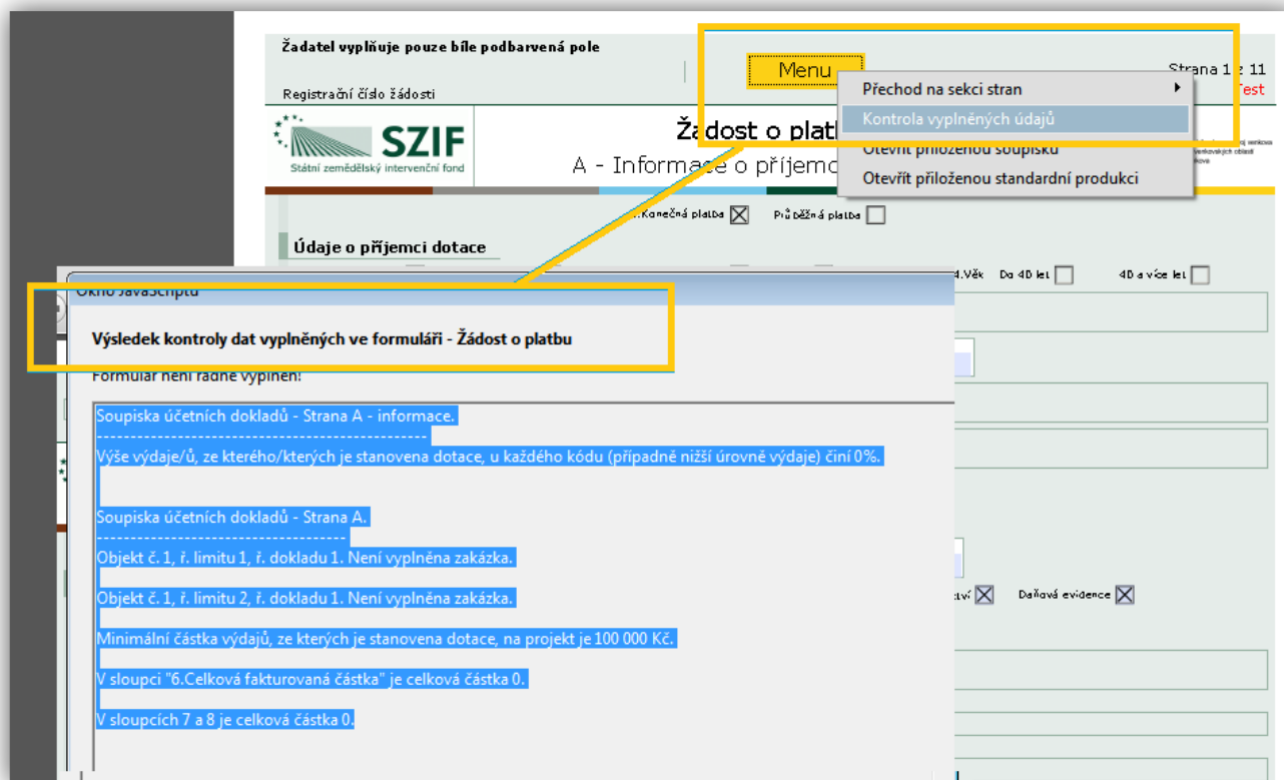 Žadatel vyplňuje pouze bíle podbarvená pole
Menu
Strana 1 z 11
Test
Registrační číslo žádosti
Přechod na sekci stran
Kontrola vyplněných údajů
Otevřít přiloženou soupisku
Otevřít přiloženou standardní produkci
SZIF
Státní zemědělský intervenční fond
Žádost o platb
A - Informace o příjemc
Konečná platba
Průběžná platba
Údaje o příjemci dotace
4.Věk Do 40 let
40 a více let
Okno JavaScriptu
Výsledek kontroly dat vyplněných ve formuláři - Žádost o platbu
Formulář není řádně vyplněn!
Soupiska účetních dokladů - Strana A - informace.
-------------------------------------------------
Výše výdaje/ů, ze kterého/kterých je stanovena dotace, u každého kódu (případně nižší úrovně výdaje) činí 0%.
Soupiska účetních dokladů - Strana A.
-------------------------------------
Objekt č. 1, ř. limitu 1, ř. dokladu 1. Není vyplněna zakázka.
Objekt č. 1, ř. limitu 2, ř. dokladu 1. Není vyplněna zakázka.
Daňová evidence
Minimální částka výdajů, ze kterých je stanovena dotace, na projekt je 100 000 Kč.
V sloupci "6.Celková fakturovaná částka" je celková částka 0.
V sloupcích 7 a 8 je celková částka 0.